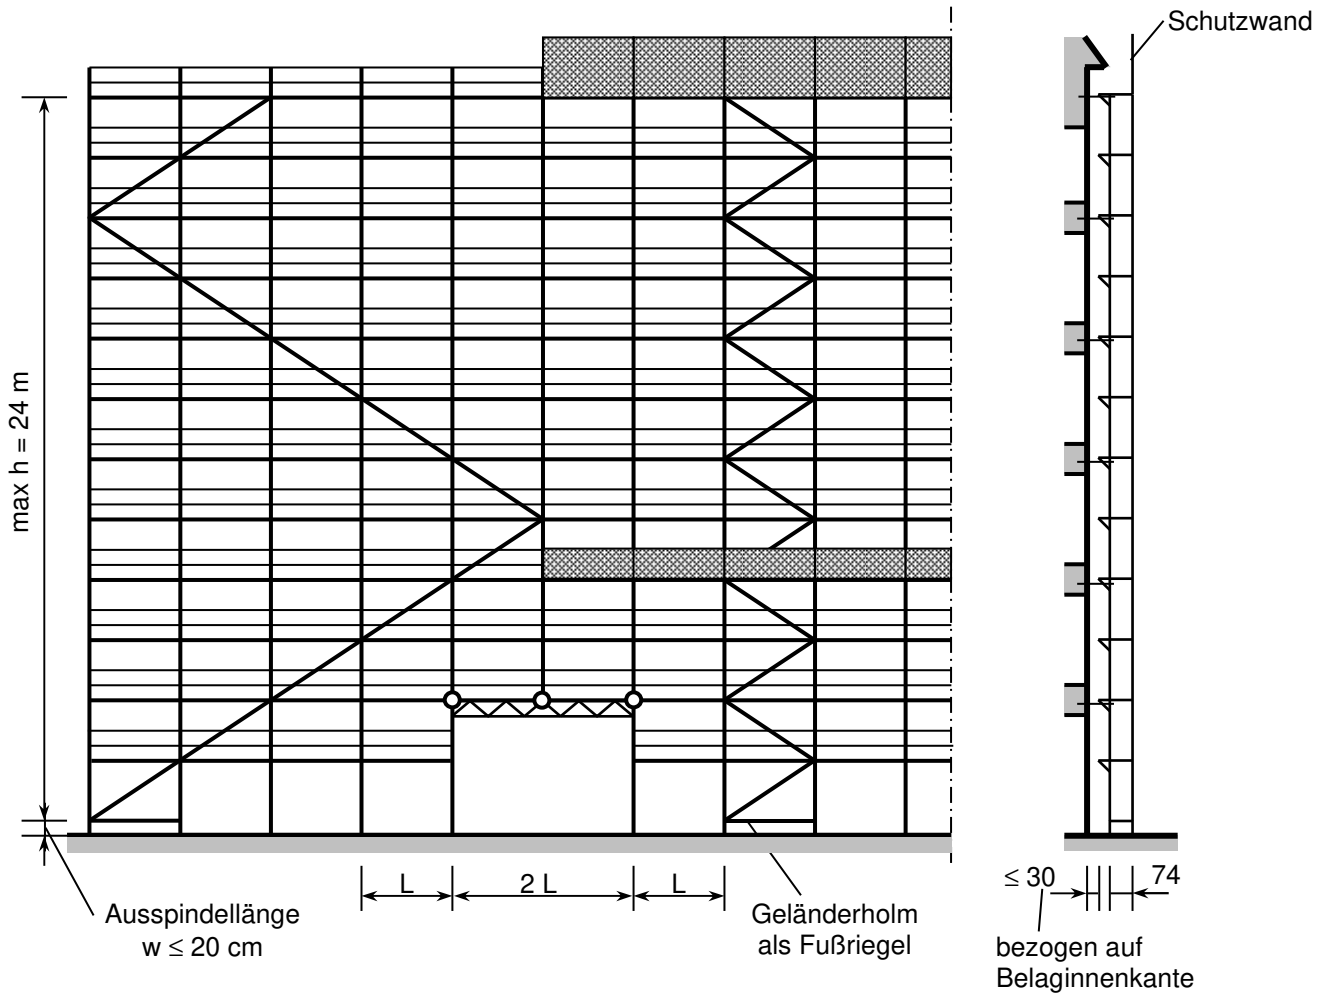 Schutzwand
max h = 24 m
L
2 L
L
≤ 30
74
Ausspindellänge
w ≤ 20 cm
Geländerholm
als Fußriegel
bezogen auf
Belaginnenkante